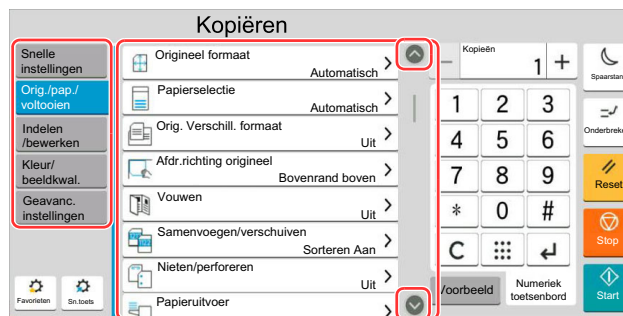 Kopiëren
Snelle
instellingen
Orig./pap./
voltooien
Indelen
/bewerken
Kleur/
beeldkwal.
Geavanc.
instellingen
Favorieten
Sn.toets
Origineel formaat
Automatisch
Papierselectie
Automatisch
Orig. Verschill. formaat
Uit
Afdr.richting origineel
Bovenrand boven
Vouwen
Uit
Samenvoegen/verschuiven
Sorteren Aan
Nieten/perforeren
Uit
Papieruitvoer
Kopieën
− 1 +
1 2 3
4 5 6
7 8 9
* 0 #
C
Voorbeeld
Numeriek
toetsenbord
Reset
Stop
Start